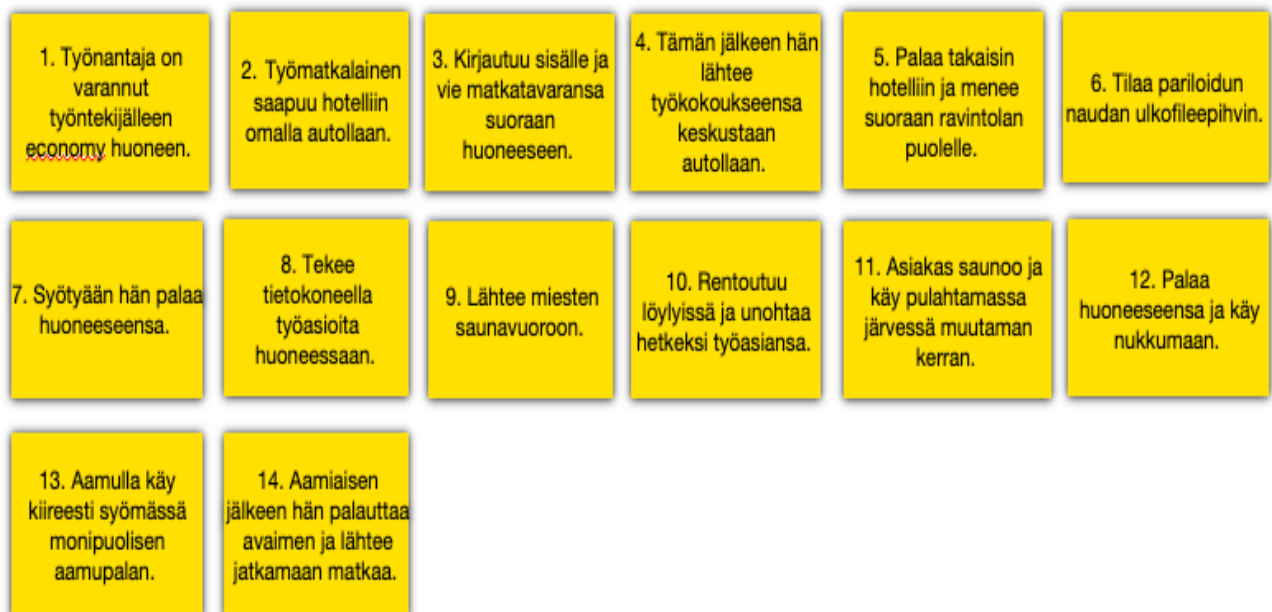 1. Työnantaja on
varannut
työntekijälleen
economy huoneen.
2. Työmatkalainen
saapuu hotelliin
omalla autollaan.
3. Kirjautuu sisälle ja
vie matkatavaransa
suoraan
huoneeseen.
4. Tämän jälkeen hän
lähtee
työkokoukseensa
keskustaan
autollaan.
5. Palaa takaisin
hotelliin ja menee
suoraan ravintolan
puolelle.
6. Tilaa pariloidun
naudan ulkofileepihvin.
7. Syötyään hän palaa
huoneeseensa.
8. Tekee
tietokoneella
työasioita
huoneessaan.
9. Lähtee miesten
saunavuoroon.
10. Rentoutuu
löylyissä ja unohtaa
hetkeksi työasiansa.
11. Asiakas saunoo ja
käy pulahtamassa
järvessä muutaman
kerran.
12. Palaa
huoneeseensa ja käy
nukkumaan.
13. Aamulla käy
kiireesti syömässä
monipuolisen
aamupalan.
14. Aamiaisen
jälkeen hän palauttaa
avaimen ja lähtee
jatkamaan matkaa.